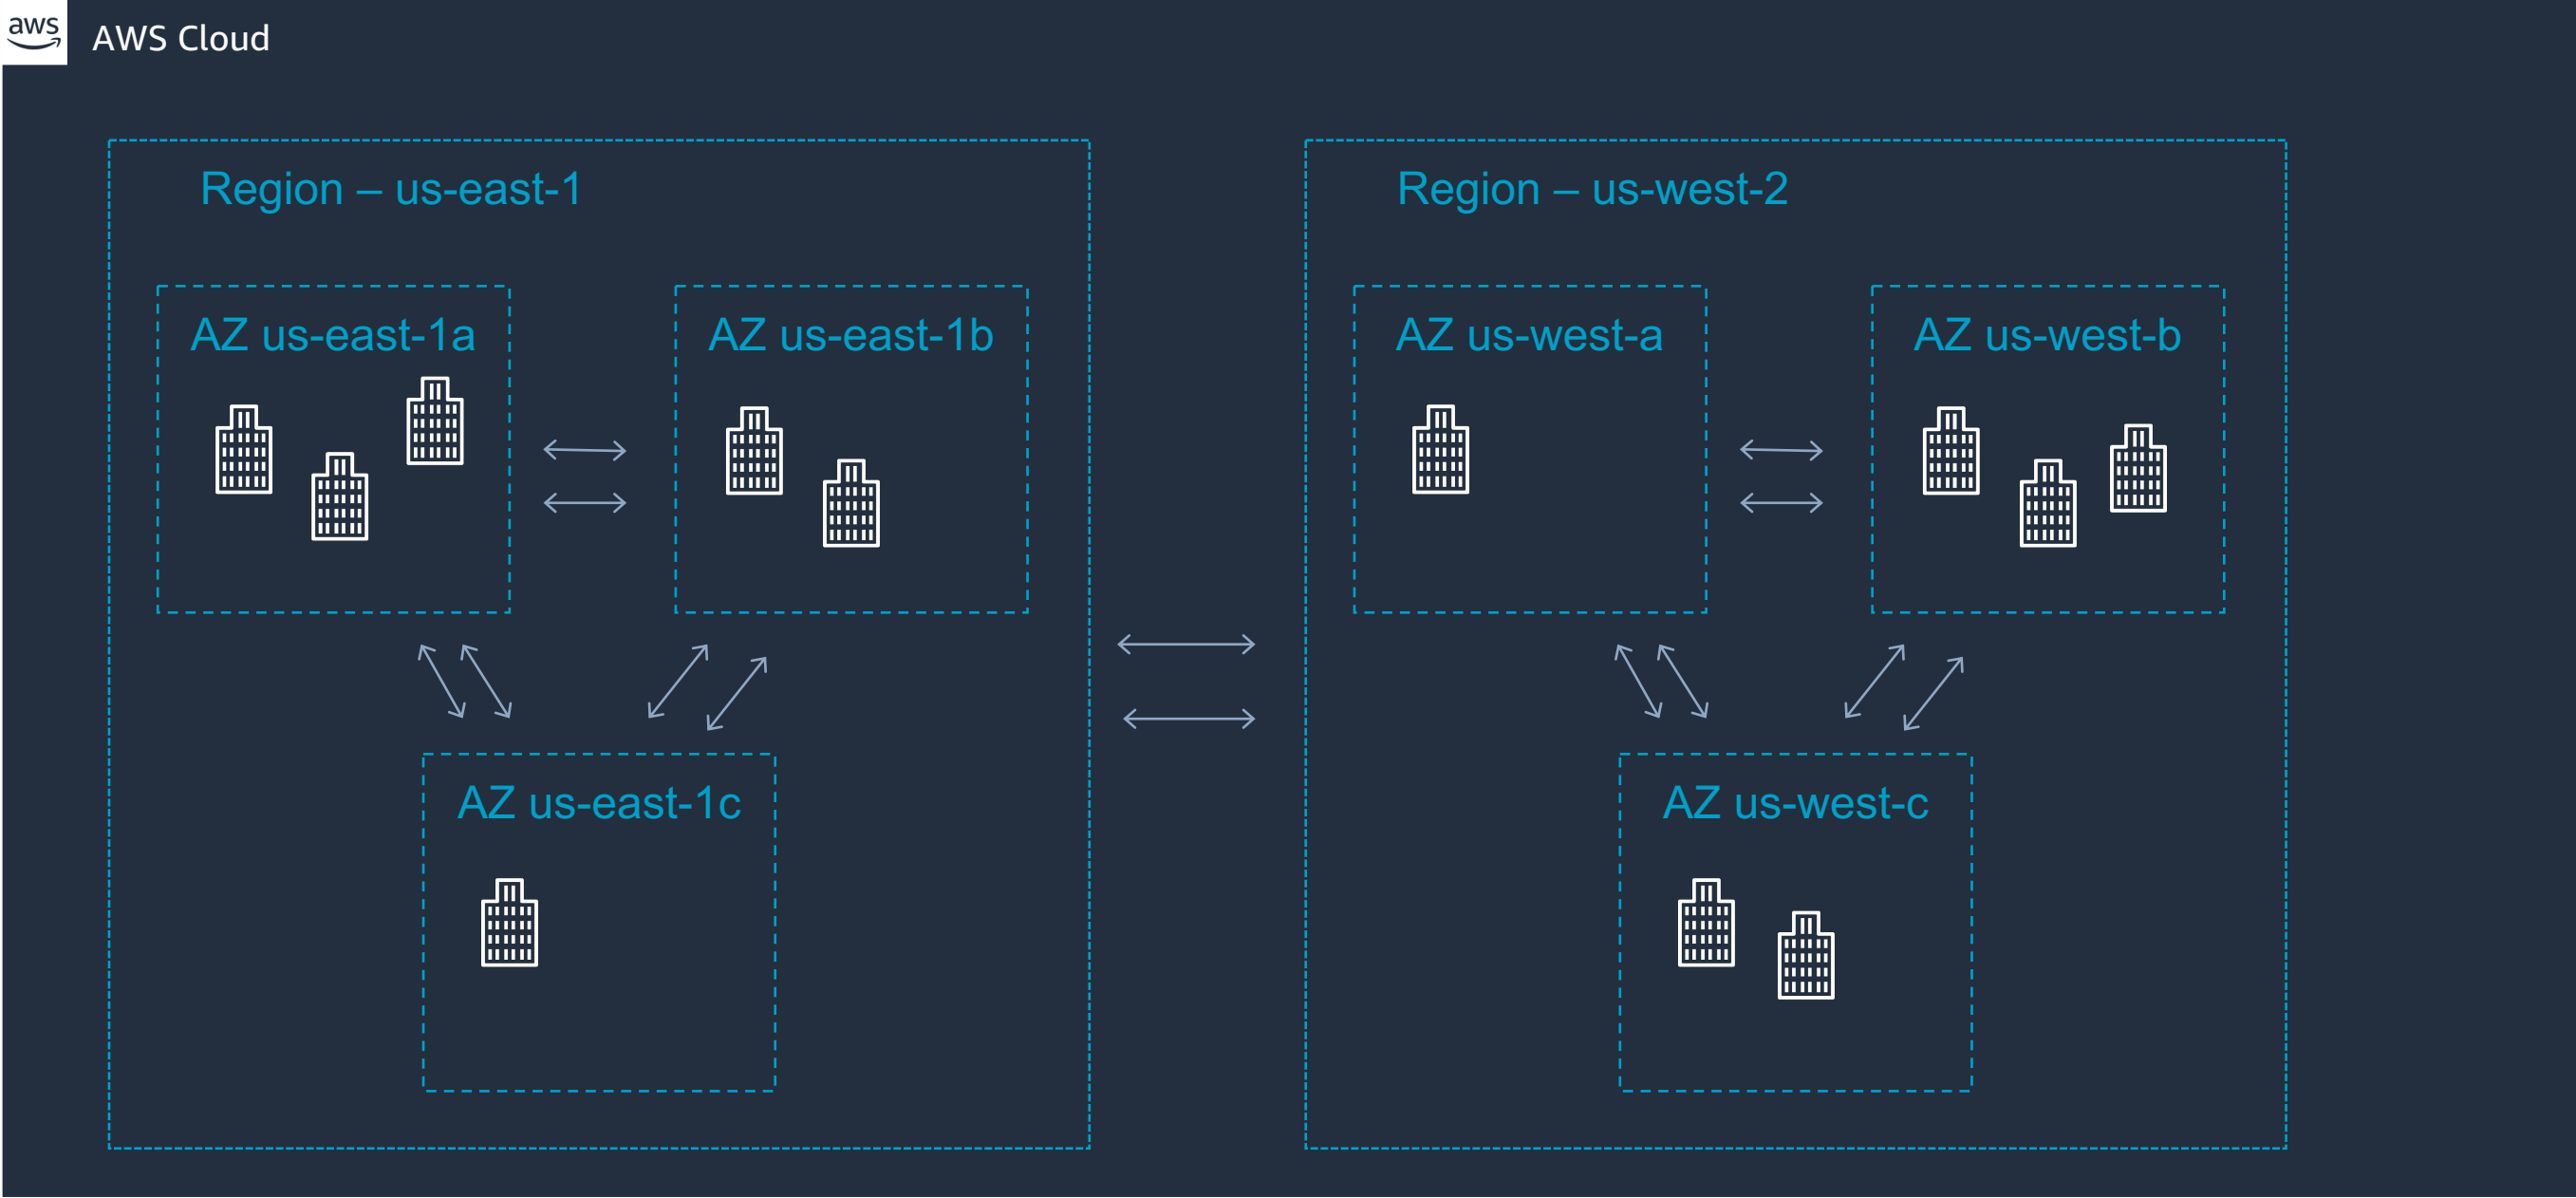 aws
AWS Cloud
Region – us-east-1
Region – us-west-2
AZ us-east-1a
AZ us-east-1b
AZ us-west-a
AZ us-west-b
AZ us-east-1c
AZ us-west-c